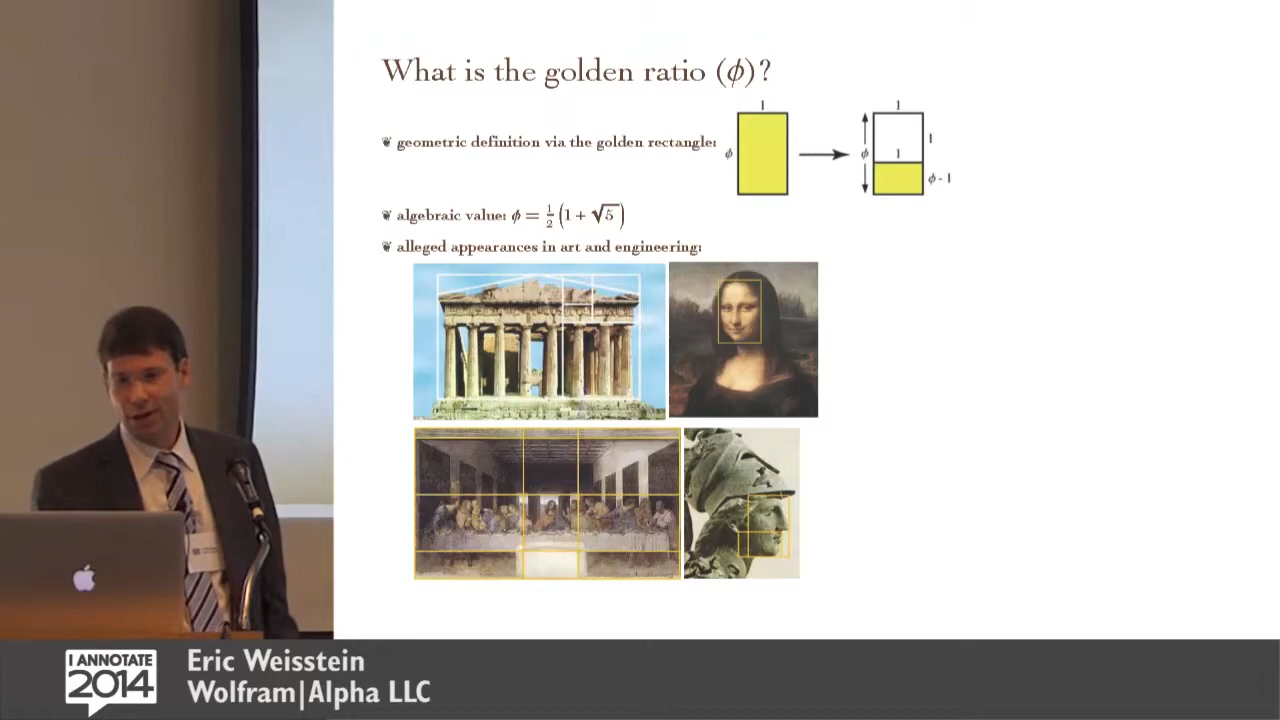 What is the golden ratio (ϕ)?
❦ geometric definition via the golden rectangle:
1
ϕ
1
ϕ
1
1
ϕ - 1
❦ algebraic value: ϕ = 1/2 (1 + √5)
❦ alleged appearances in art and engineering:
I ANNOTATE
2014
Eric Weisstein
Wolfram|Alpha LLC